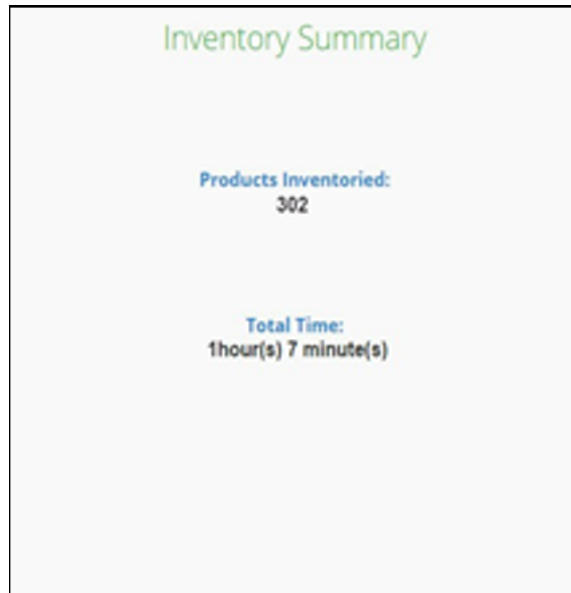 Inventory Summary
Products Inventoried:
302
Total Time:
1hour(s) 7 minute(s)